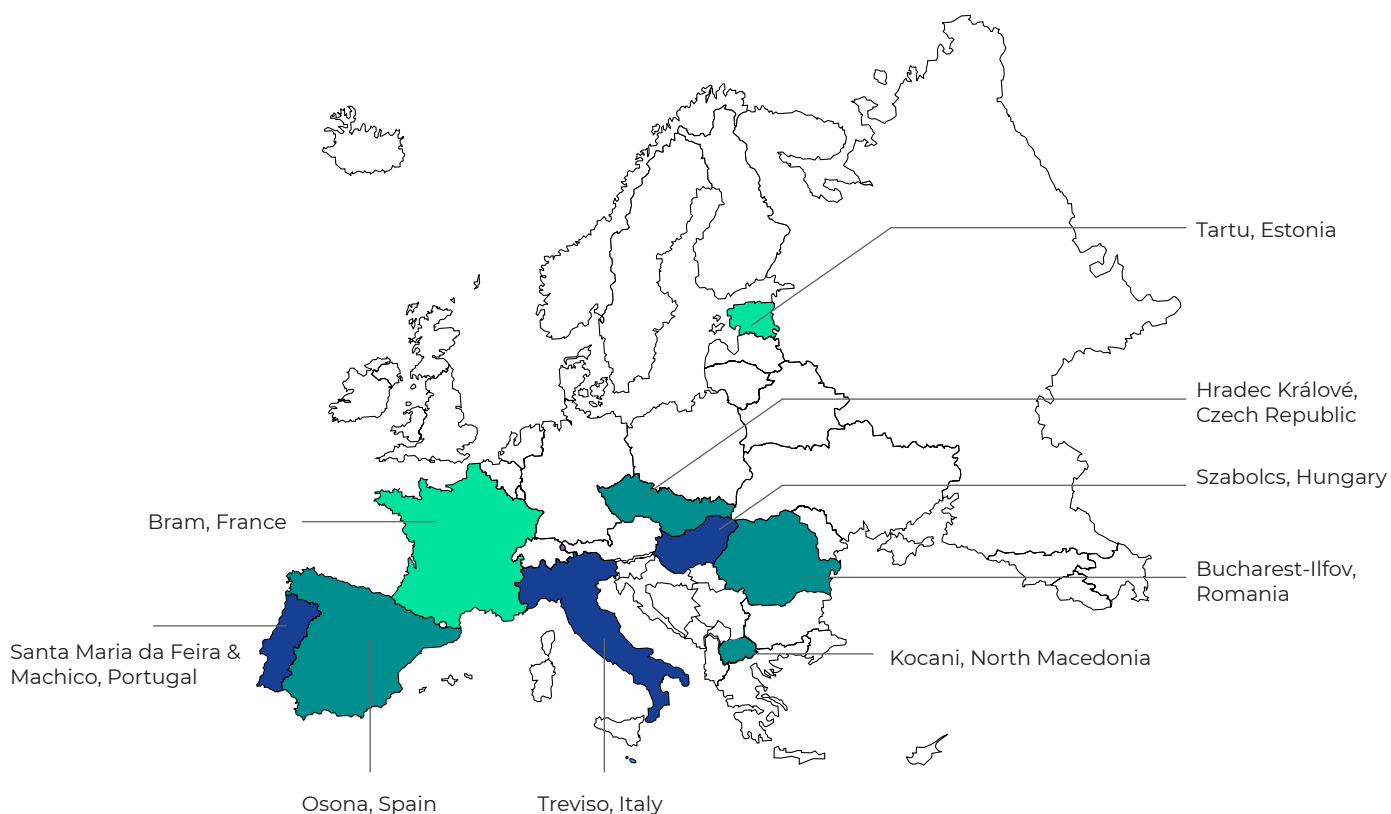 Tartu, Estonia
Hradec Králové,
Czech Republic
Szabolcs, Hungary
Bram, France
Bucharest-Ilfov,
Romania
Santa Maria da Feira &
Machico, Portugal
Kocani, North Macedonia
Osona, Spain
Treviso, Italy